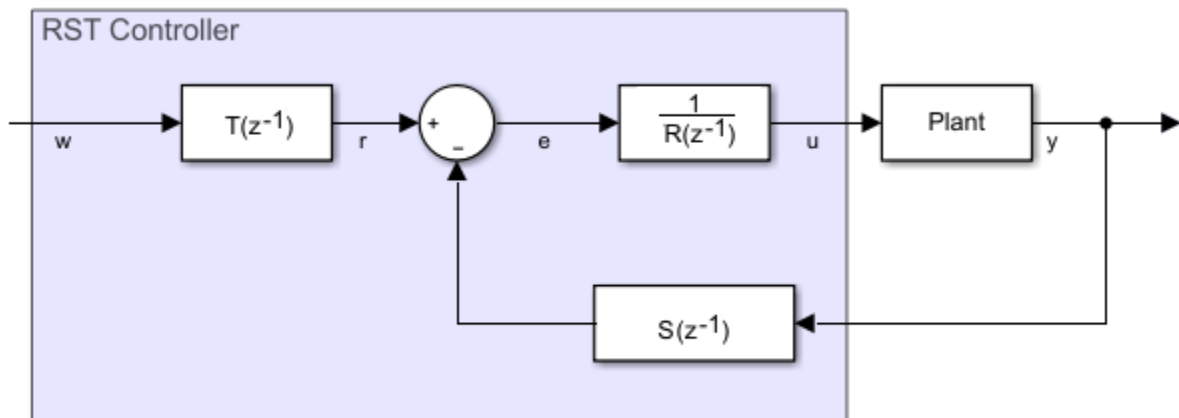 RST Controller
w
T(z⁻¹)
r
+
−
e
1
R(z⁻¹)
u
Plant
y
S(z⁻¹)